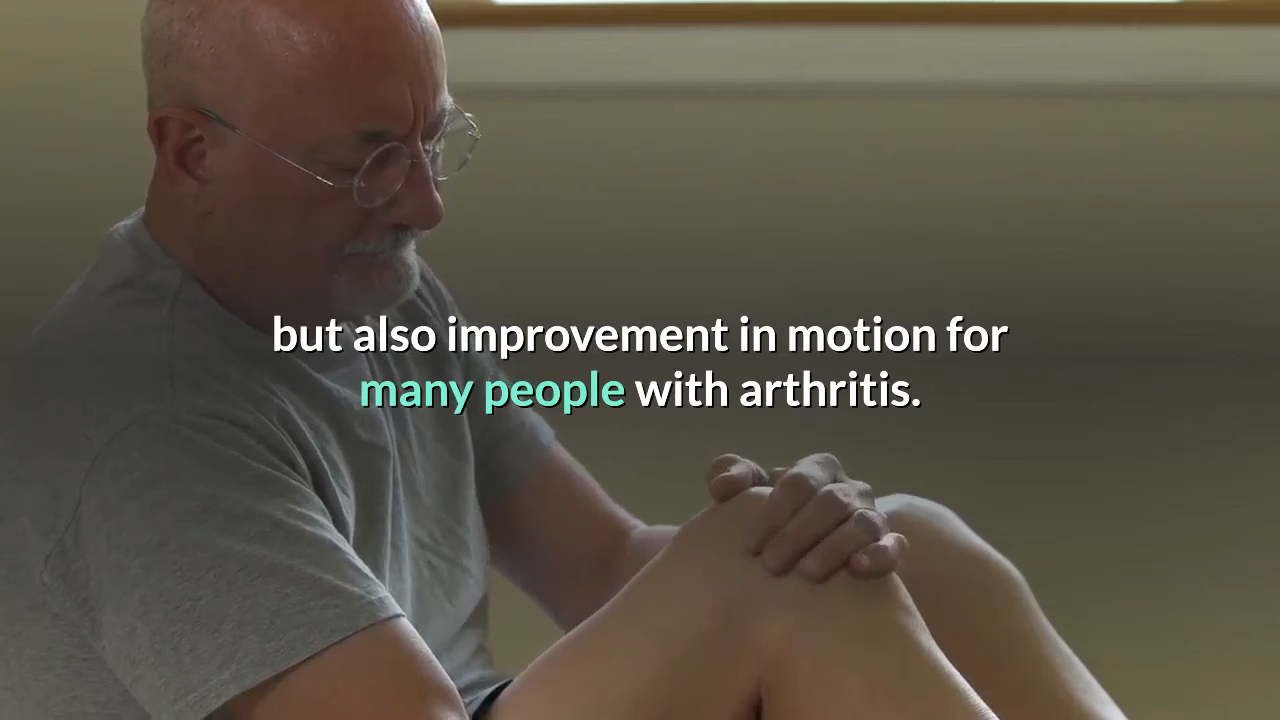 but also improvement in motion for
many people with arthritis.